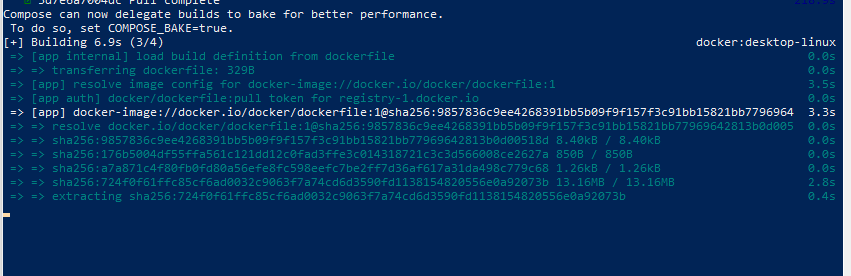 Pull complete
Compose can now delegate builds to bake for better performance.
To do so, set COMPOSE_BAKE=true.
[+] Building 6.9s (3/4) docker:desktop-linux
=> [app internal] load build definition from dockerfile 0.0s
=> => transferring dockerfile: 329B 0.0s
=> [app] resolve image config for docker-image://docker.io/docker/dockerfile:1 3.5s
=> [app auth] docker/dockerfile:pull token for registry-1.docker.io 0.0s
=> [app] docker-image://docker.io/docker/dockerfile:1@sha256:9857836c9ee4268391bb5b09f9f157f3c91bb15821bb7796964 3.3s
=> => resolve docker.io/docker/dockerfile:1@sha256:9857836c9ee4268391bb5b09f9f157f3c91bb15821bb77969642813b0d005 0.0s
=> => sha256:9857836c9ee4268391bb5b09f9f157f3c91bb15821bb77969642813b0d00518d 8.40kB / 8.40kB 0.0s
=> => sha256:176b5004df55ffa561c121dd12c0fad3ffe3c014318721c3c3d566008ce2627a 850B / 850B 0.0s
=> => sha256:a7a871c4f80fb0fd80a56efe8fc598eefc7be2ff7d36af617a31da498c779c68 1.26kB / 1.26kB 0.0s
=> => sha256:724f0f61ffc85cf6ad0032c9063f7a74cd6d3590fd1138154820556e0a92073b 13.16MB / 13.16MB 2.8s
=> => extracting sha256:724f0f61ffc85cf6ad0032c9063f7a74cd6d3590fd1138154820556e0a92073b 0.4s